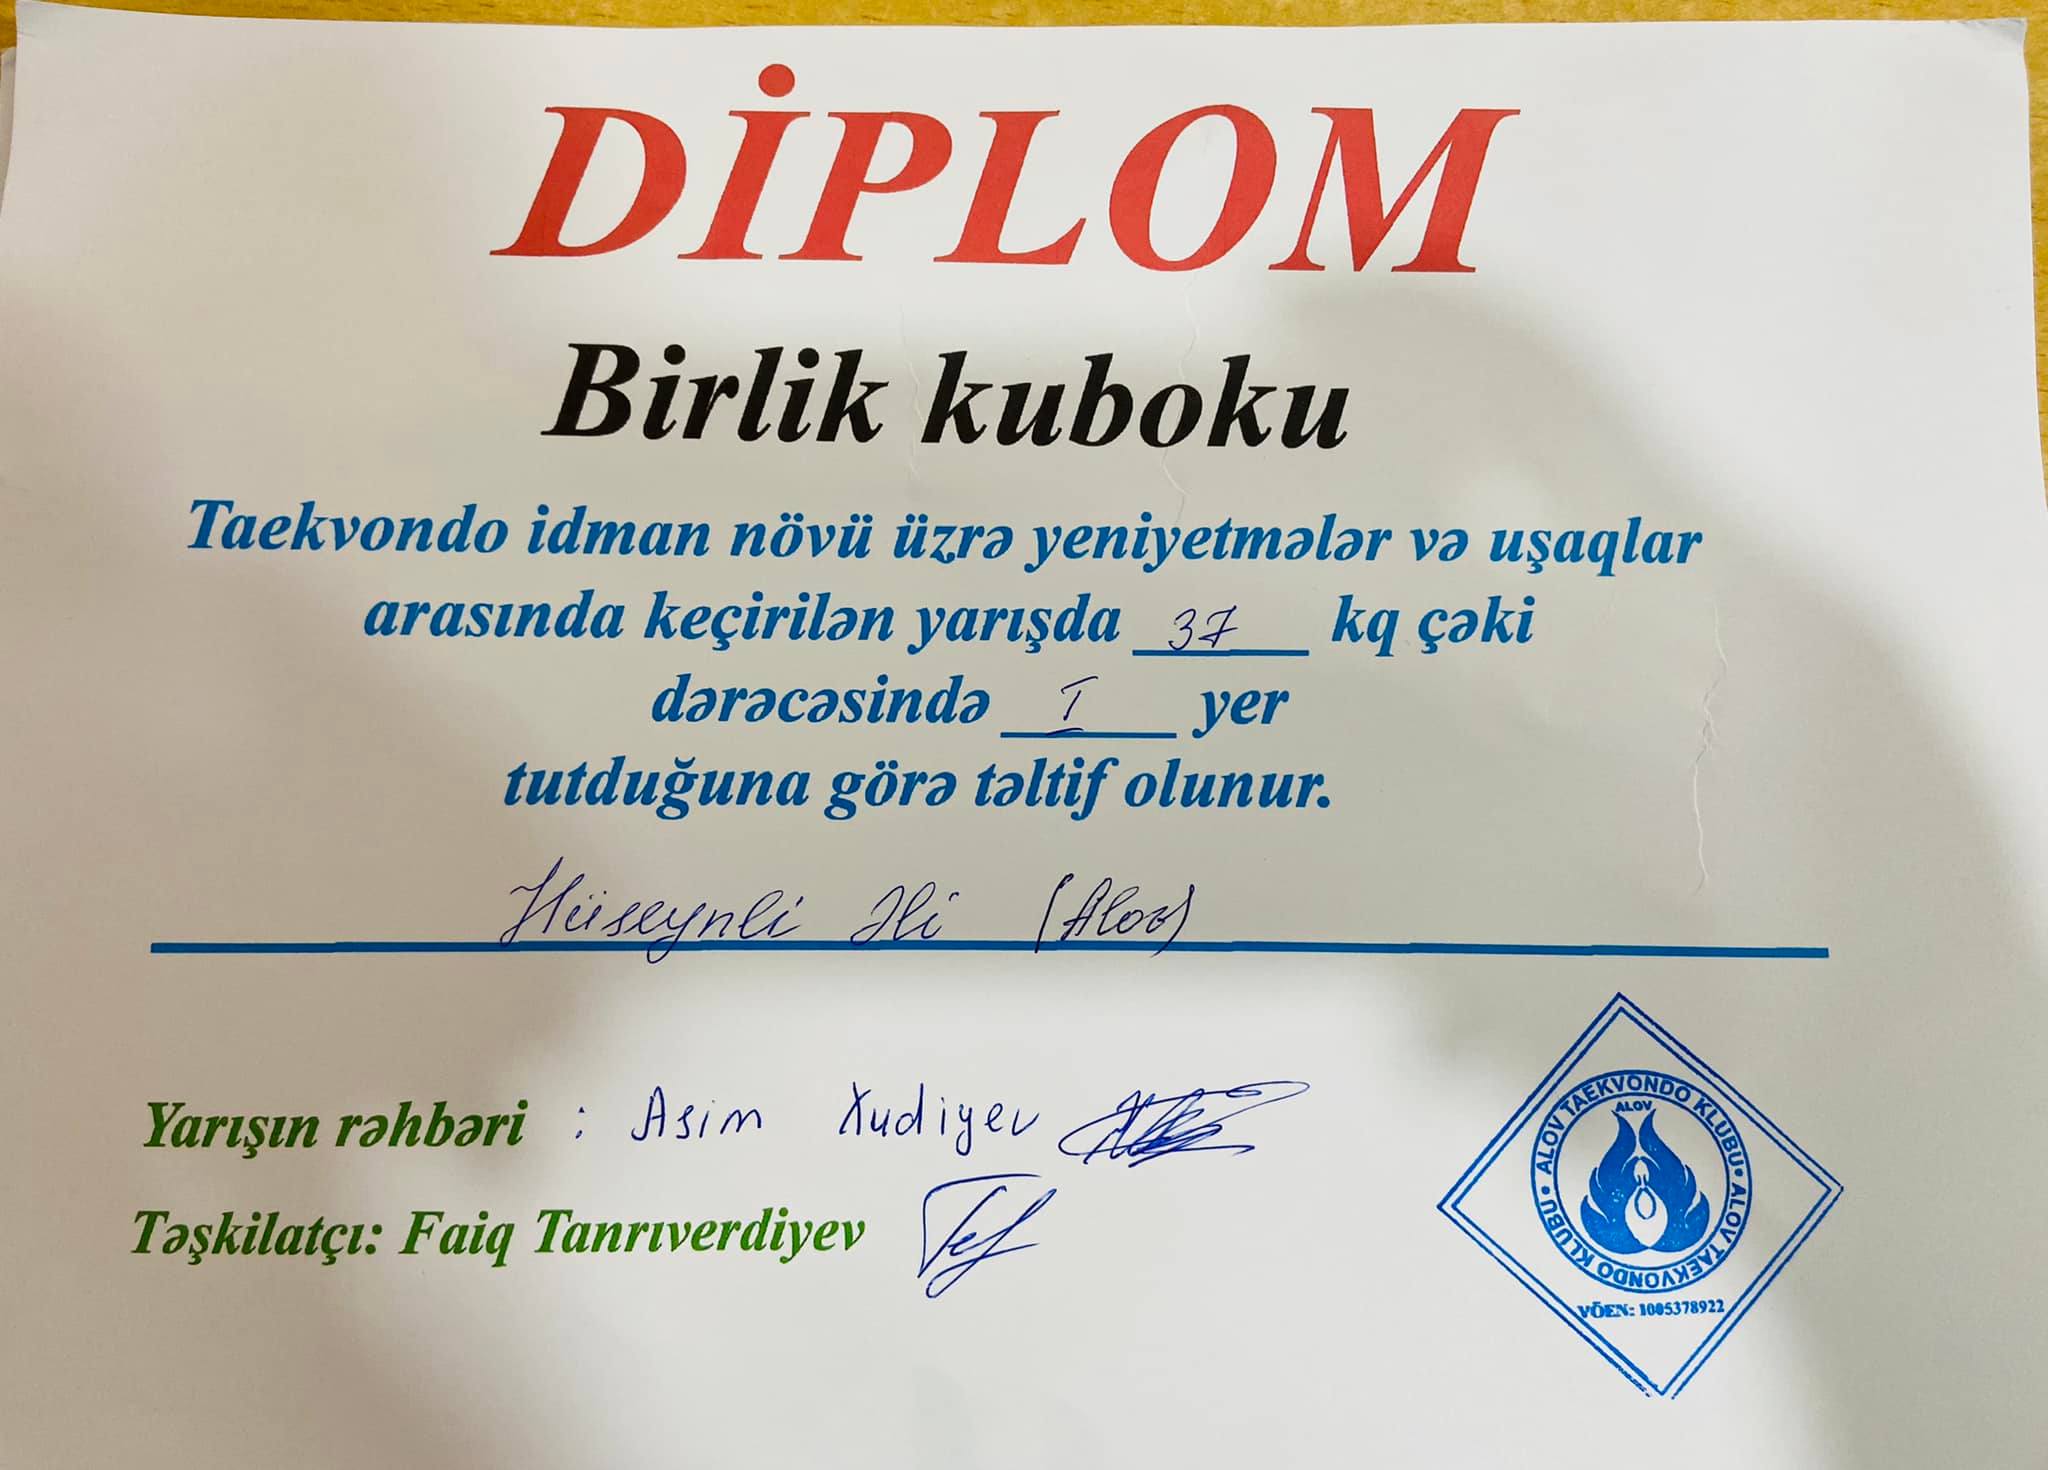 DİPLOM
Birlik kuboku
Taekvondo idman növü üzrə yeniyetmələr və uşaqlar
arasında keçirilən yarışda 37 kq çəki
dərəcəsində I yer
tutduğuna görə təltif olunur.
Hüseynli Əli (Alov)
Yarışın rəhbəri : Asim Xudiyev
Təşkilatçı: Faiq Tanrıverdiyev
ALOV TAEKVONDO KLUBU • ALOV TAEKVONDO KLUBU •
ALOV
VÖEN: 1005378922